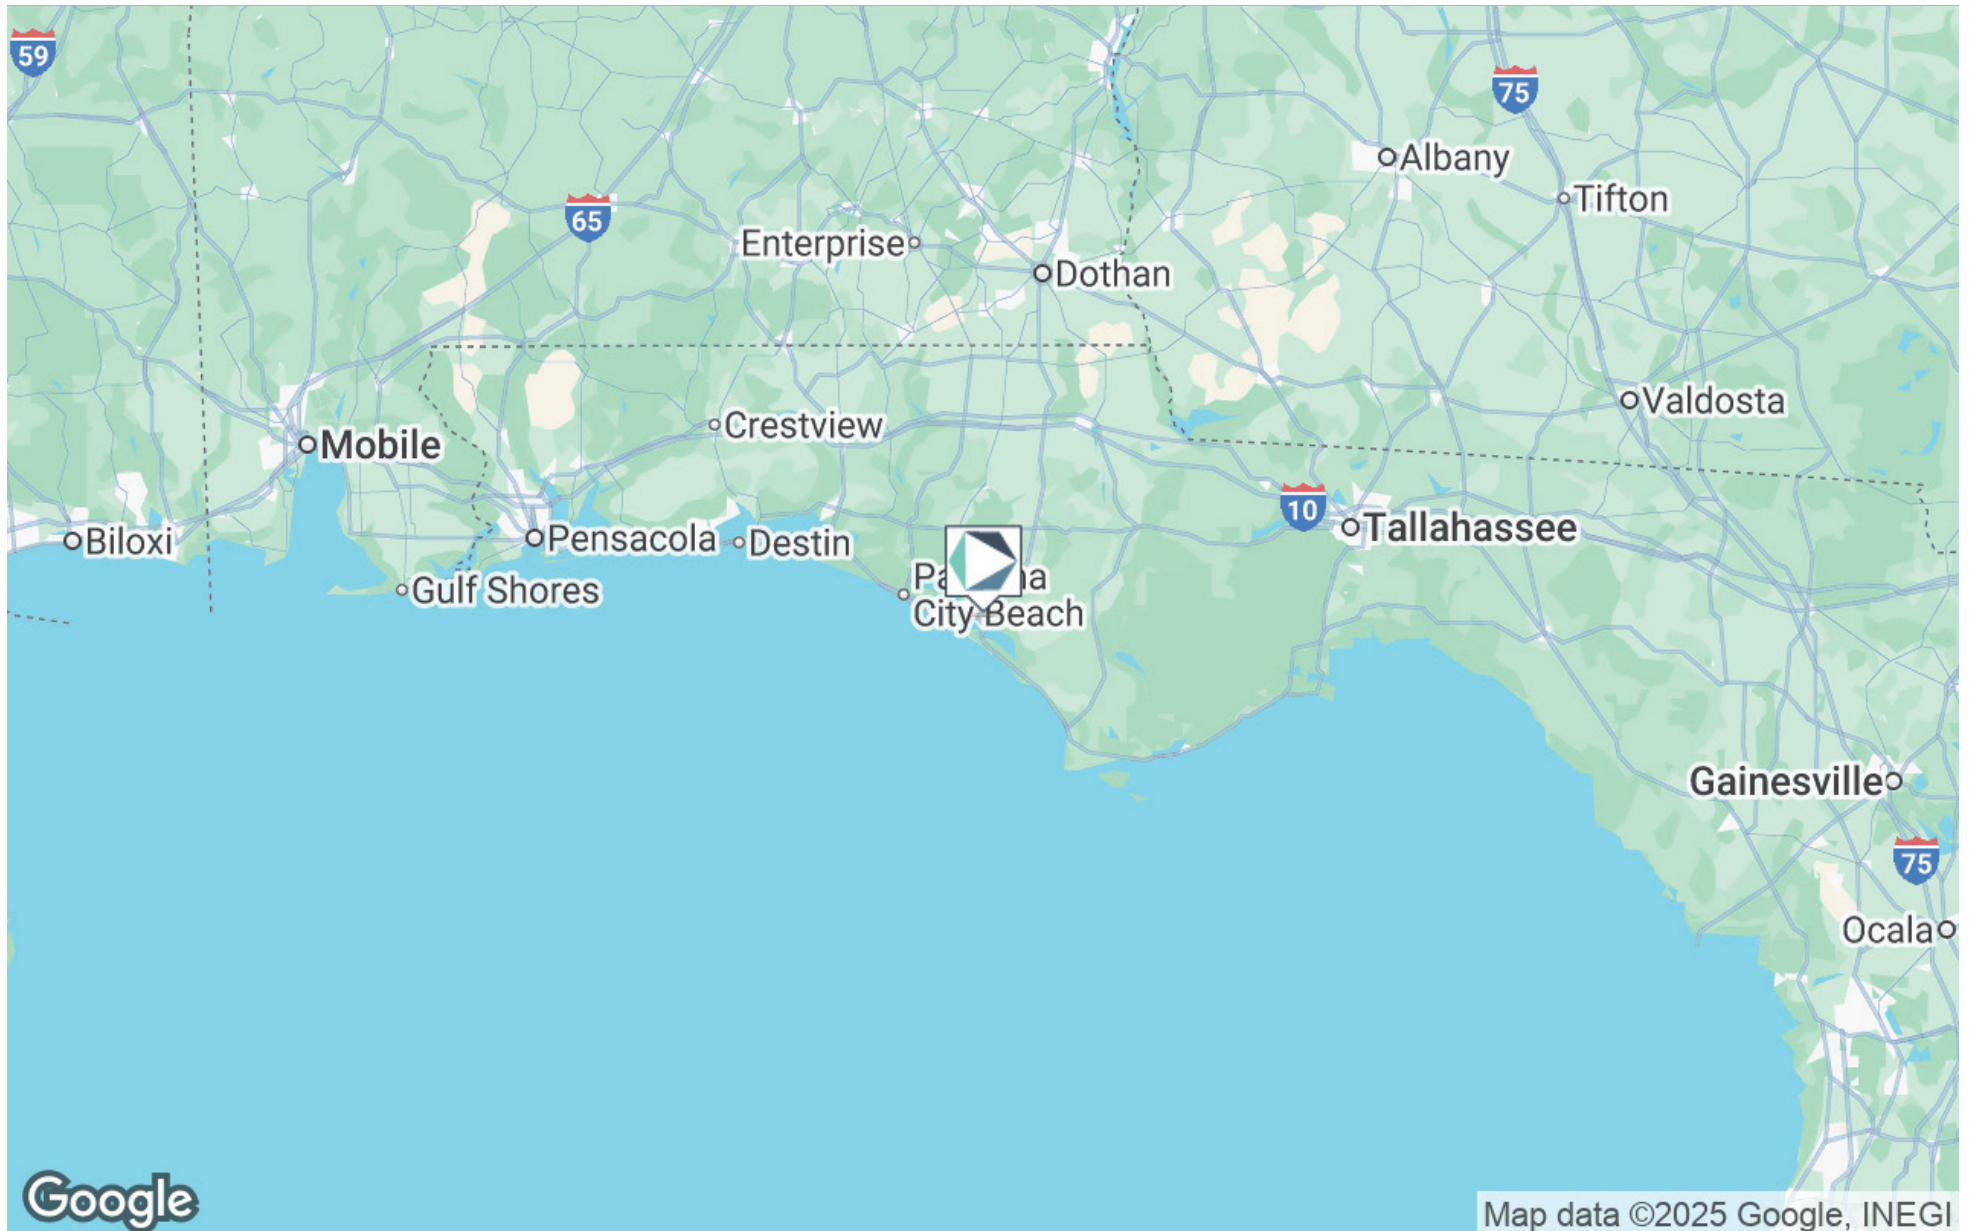 59
75
Albany
Tifton
65
Enterprise
Dothan
Valdosta
Crestview
Mobile
10
Tallahassee
Biloxi
Pensacola
Destin
Gulf Shores
City Beach
Gainesville
75
Ocala
Google
Map data ©2025 Google, INEGI